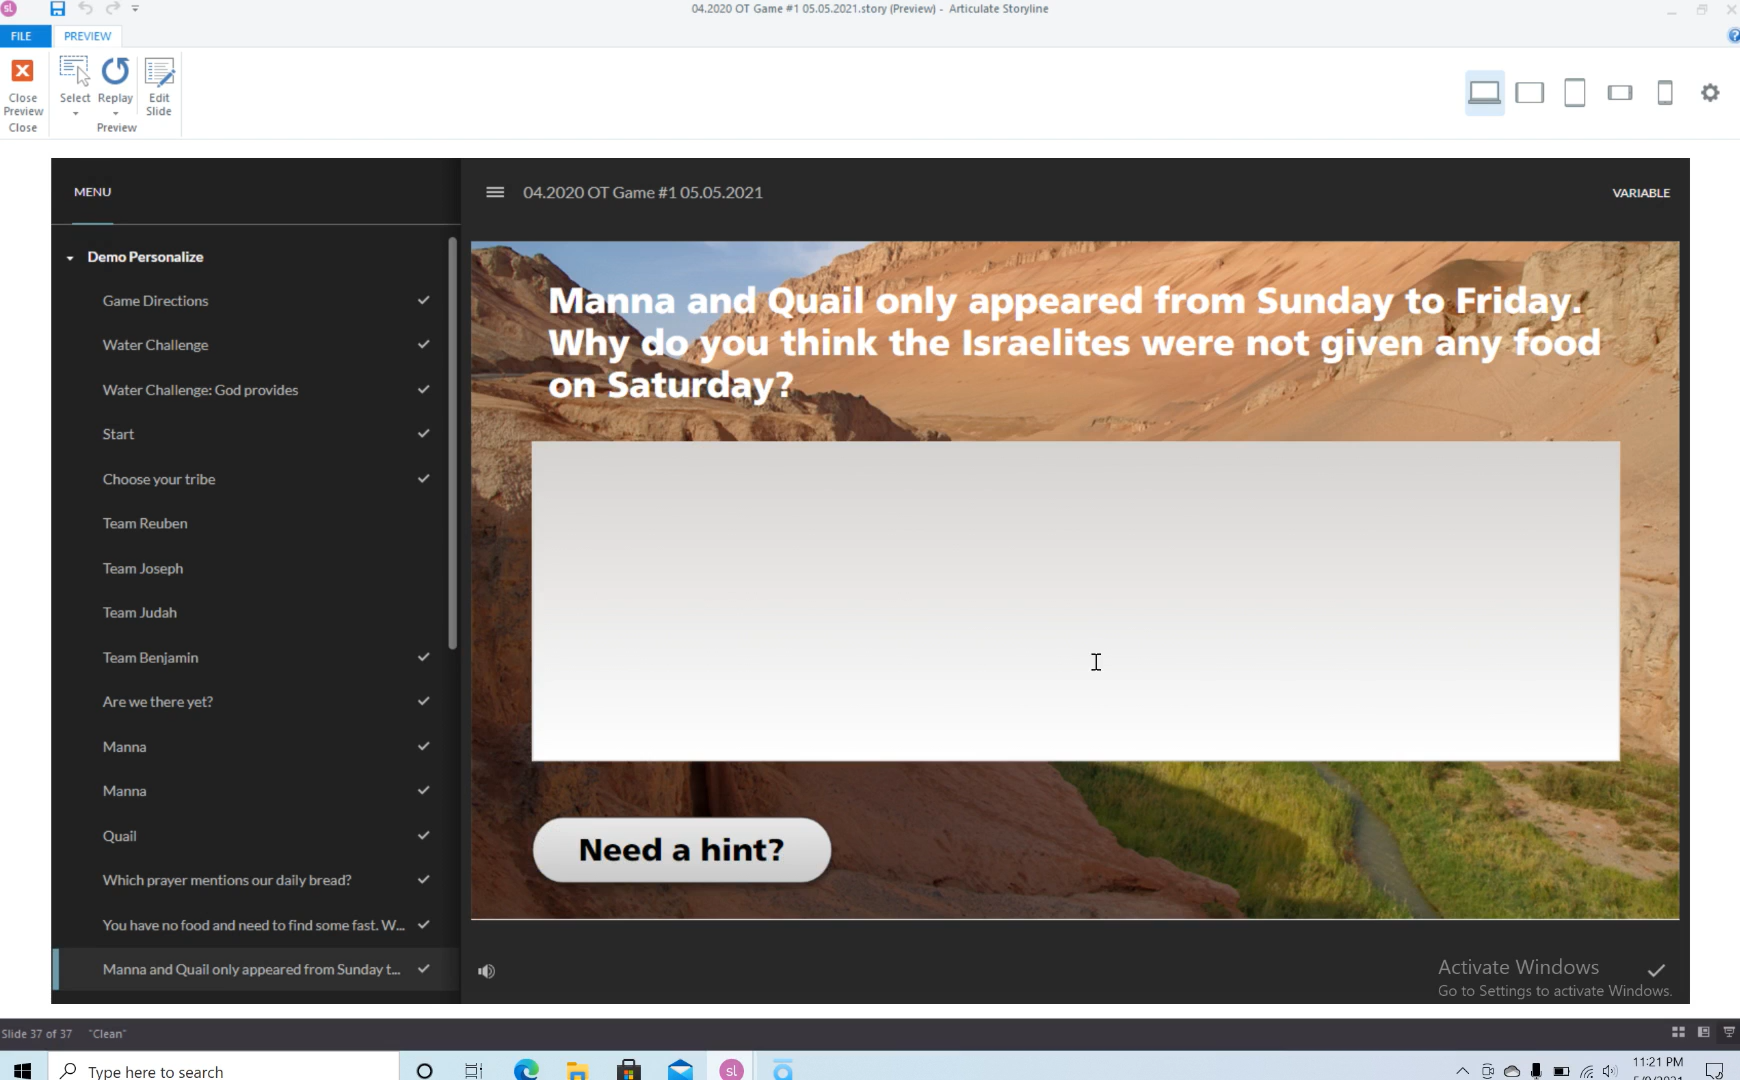 sl
04.2020 OT Game #1 05.05.2021.story (Preview) - Articulate Storyline
FILE
PREVIEW
?
Close
Preview
Select
Replay
Edit
Slide
Close
Preview
MENU
04.2020 OT Game #1 05.05.2021
VARIABLE
Demo Personalize
Game Directions
Water Challenge
Water Challenge: God provides
Start
Choose your tribe
Team Reuben
Team Joseph
Team Judah
Team Benjamin
Are we there yet?
Manna
Manna
Quail
Which prayer mentions our daily bread?
You have no food and need to find some fast. W...
Manna and Quail only appeared from Sunday t...
Manna and Quail only appeared from Sunday to Friday.
Why do you think the Israelites were not given any food
on Saturday?
Need a hint?
Activate Windows
Go to Settings to activate Windows.
Slide 37 of 37 "Clean"
Type here to search
sl
11:21 PM